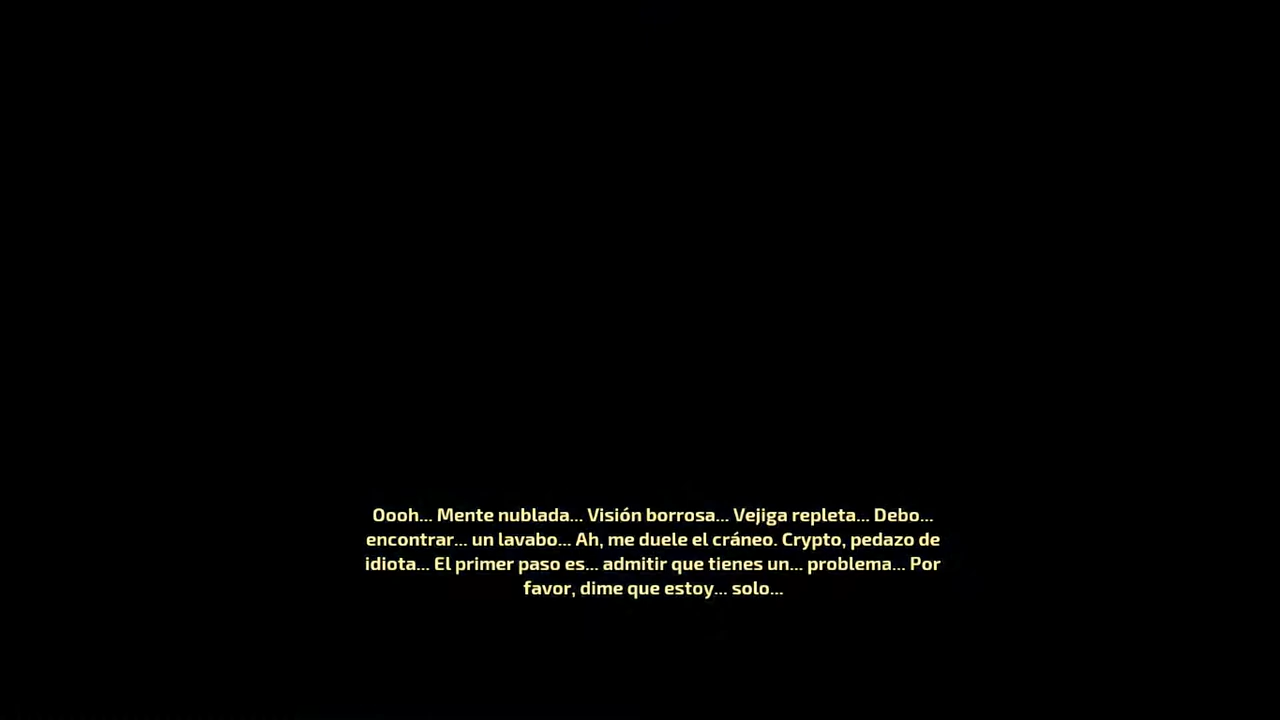 Oooh... Mente nublada... Visión borrosa... Vejiga repleta... Debo...
encontrar... un lavabo... Ah, me duele el cráneo. Crypto, pedazo de
idiota... El primer paso es... admitir que tienes un... problema... Por
favor, dime que estoy... solo...